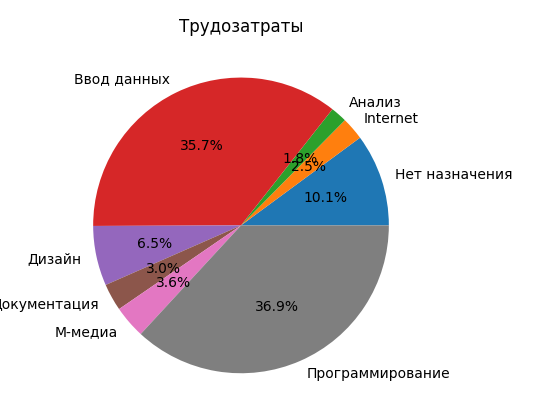 Трудозатраты
Ввод данных
Анализ
Internet
35.7%
1.8%
2.5%
Нет назначения
10.1%
6.5%
Дизайн
3.0%
3.6%
Документация
36.9%
М-медиа
Программирование